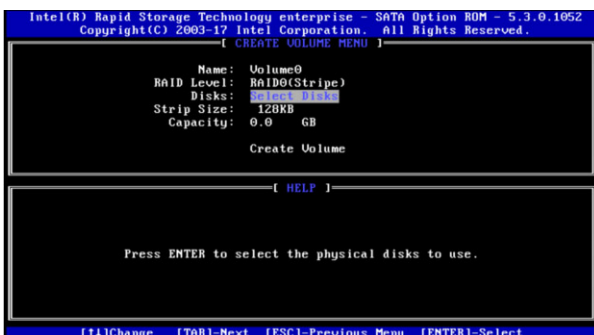 Intel(R) Rapid Storage Technology enterprise - SATA Option ROM - 5.3.0.1052
Copyright(C) 2003-17 Intel Corporation. All Rights Reserved.
[ CREATE VOLUME MENU ]
Name: Volume0
RAID Level: RAID0(Stripe)
Disks: Select Disks
Strip Size: 128KB
Capacity: 0.0 GB
Create Volume
[ HELP ]
Press ENTER to select the physical disks to use.
[↑↓]Change [TAB]-Next [ESC]-Previous Menu [ENTER]-Select